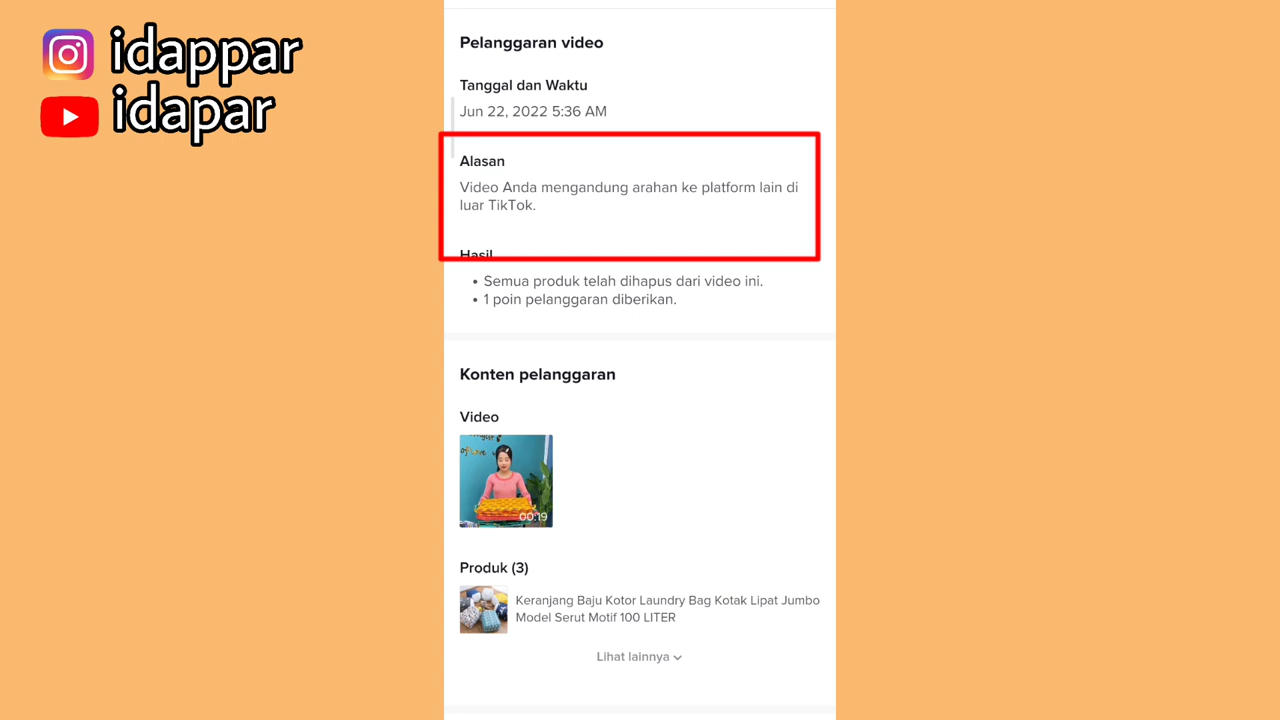 idappar
idapar
Pelanggaran video
Tanggal dan Waktu
Jun 22, 2022 5:36 AM
Alasan
Video Anda mengandung arahan ke platform lain di
luar TikTok.
Hasil
• Semua produk telah dihapus dari video ini.
• 1 poin pelanggaran diberikan.
Konten pelanggaran
Video
00:19
Produk (3)
Keranjang Baju Kotor Laundry Bag Kotak Lipat Jumbo
Model Serut Motif 100 LITER
Lihat lainnya